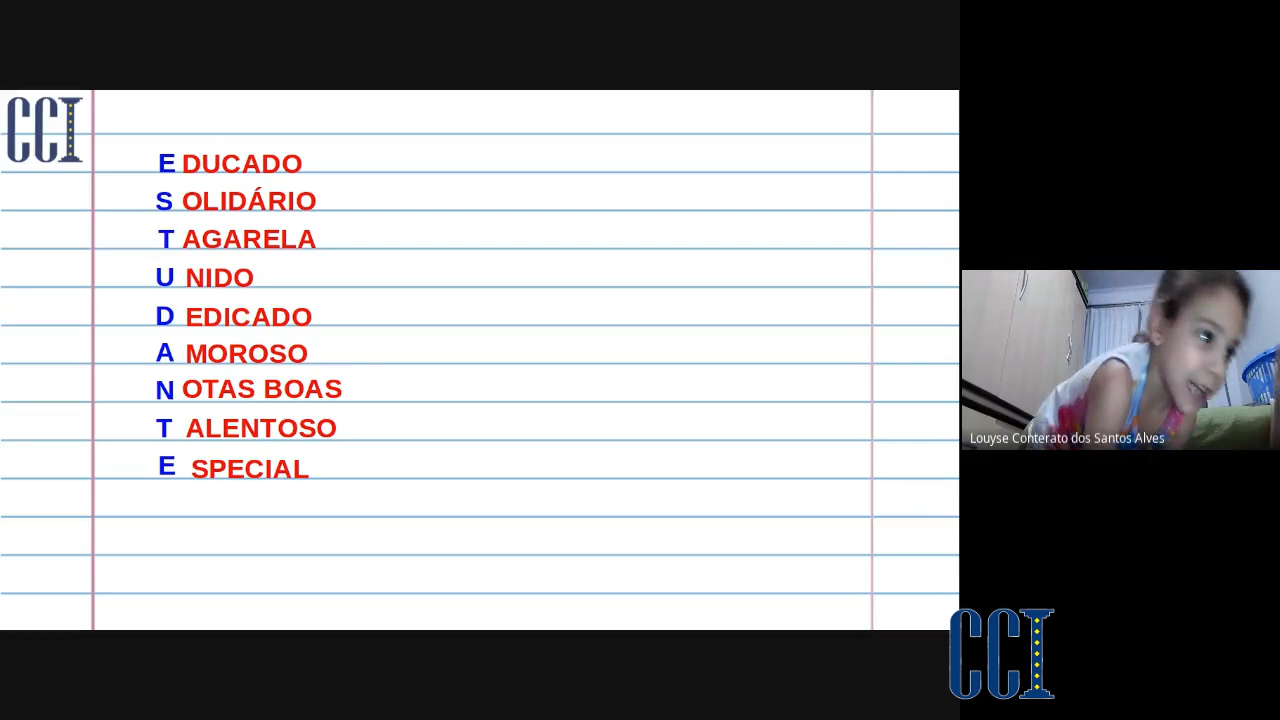 CCI
E DUCADO
S OLIDÁRIO
T AGARELA
U NIDO
D EDICADO
A MOROSO
N OTAS BOAS
T ALENTOSO
E SPECIAL
Louyse Conterato dos Santos Alves
CCI